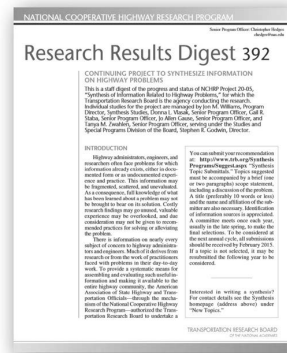 NATIONAL COOPERATIVE HIGHWAY RESEARCH PROGRAM
Senior Program Officer: Christopher Hedges
Research Results Digest 392
CONTINUING PROJECT TO SYNTHESIZE INFORMATION
ON HIGHWAY PROBLEMS
This is a staff digest of the progress and status of NCHRP Project 20-05,
"Synthesis of Information Related to Highway Problems," for which the
Transportation Research Board is the agency conducting the research.
Individual studies for the project are managed by Jon M. Williams, Program
Director, Synthesis Studies, Donna L. Vlasak, Senior Program Officer, Gail R.
Staba, Senior Program Officer, Jo Allen Gause, Senior Program Officer, and
Tanya M. Zwahlen, Senior Program Officer, serving under the Studies and
Special Programs Division of the Board, Stephen R. Godwin, Director.
INTRODUCTION
Highway administrators, engineers, and
researchers often face problems for which
information already exists, either in docu-
mented form or as undocumented experi-
ence and practice. This information may
be fragmented, scattered, and unevaluated.
As a consequence, full knowledge of what
has been learned about a problem may not
be brought to bear on its solution. Costly
research findings may go unused, valuable
experience may be overlooked, and due
consideration may not be given to recom-
mended practices for solving or alleviating
the problem.
There is information on nearly every
subject of concern to highway administra-
tors and engineers. Much of it derives from
research or from the work of practitioners
faced with problems in their day-to-day
work. To provide a systematic means for
assembling and evaluating such useful in-
formation and making it available to the
entire highway community, the American
Association of State Highway and Trans-
portation Officials—through the mecha-
nism of the National Cooperative Highway
Research Program—authorized the Trans-
portation Research Board to undertake a
You can submit your recommendation
at: http://www.trb.org/Synthesis
Programs/Suggest.aspx "Synthesis
Topic Submittals." Topics suggested
must be accompanied by a brief (one
or two paragraphs) scope statement,
including a discussion of the problem.
A title (preferably 10 words or less)
and the name and affiliation of the sub-
mitter are also necessary. Identification
of information sources is appreciated.
A committee meets once each year,
usually in the late spring, to make the
final selections. To be considered at
the next annual cycle, all submissions
should be received by February 2013.
If a topic is not selected, it may be
resubmitted the following year to be
considered.
Interested in writing a synthesis?
For contact details see the Synthesis
homepage (address above) under
"New Topics."
TRANSPORTATION RESEARCH BOARD
OF THE NATIONAL ACADEMIES